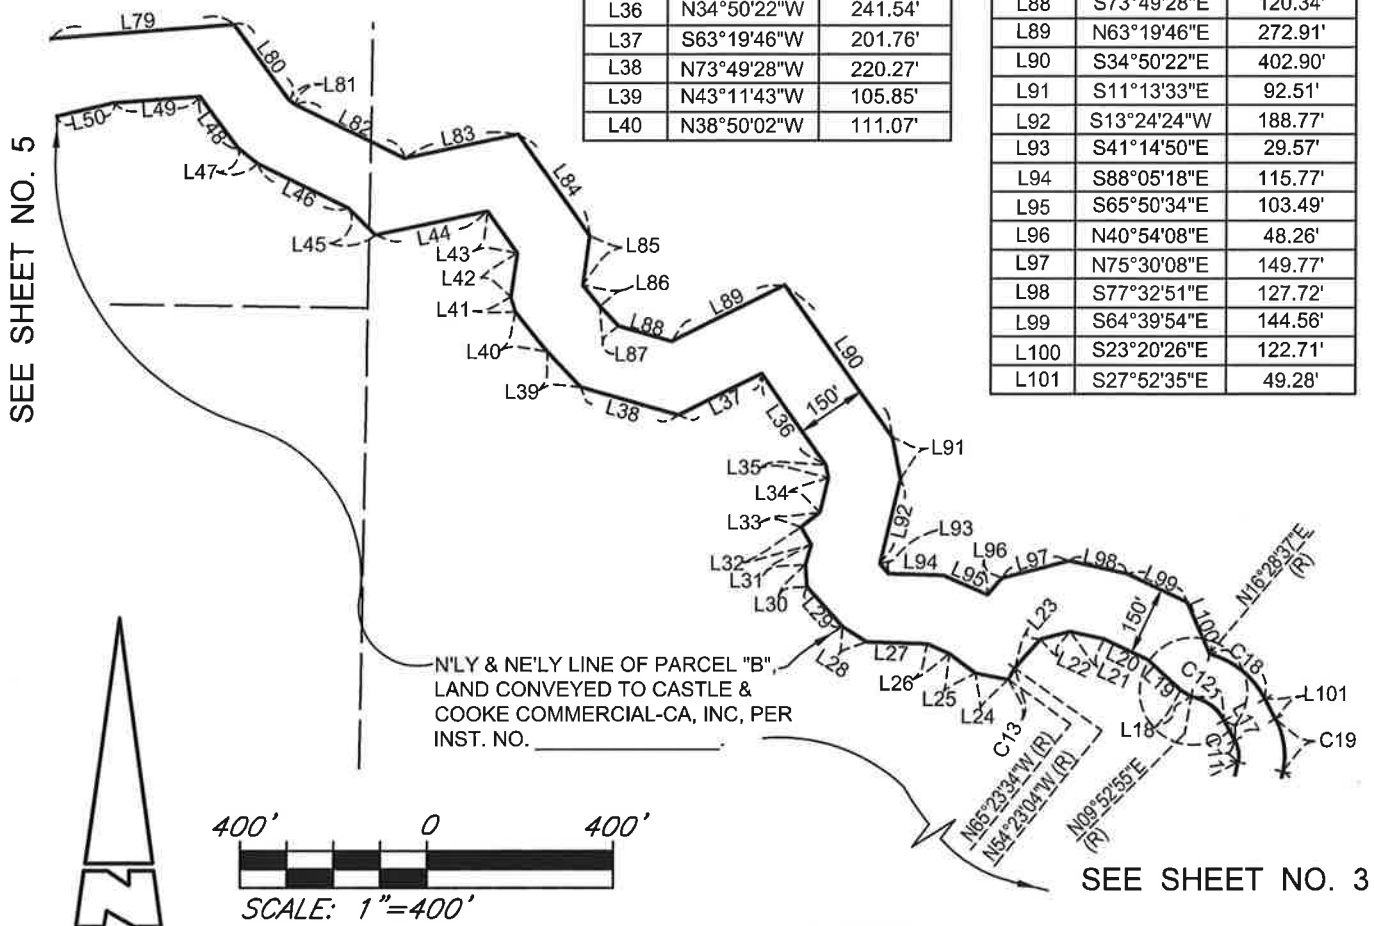 L36 N34°50'22"W 241.54'
L37 S63°19'46"W 201.76'
L38 N73°49'28"W 220.27'
L39 N43°11'43"W 105.85'
L40 N38°50'02"W 111.07'
L88 S73°49'28"E 120.34'
L89 N63°19'46"E 272.91'
L90 S34°50'22"E 402.90'
L91 S11°13'33"E 92.51'
L92 S13°24'24"W 188.77'
L93 S41°14'50"E 29.57'
L94 S88°05'18"E 115.77'
L95 S65°50'34"E 103.49'
L96 N40°54'08"E 48.26'
L97 N75°30'08"E 149.77'
L98 S77°32'51"E 127.72'
L99 S64°39'54"E 144.56'
L100 S23°20'26"E 122.71'
L101 S27°52'35"E 49.28'
SEE SHEET NO. 5
L79
L80
L81
L82
L83
L84
L85
L86
L87
L88
L89
L90
L91
L92
L93
L94
L95
L96
L97
L98
L99
L100
C18
L101
C19
N16°28'37"E
(R)
L50
L49
L48
L47
L46
L45
L44
L43
L42
L41
L40
L39
L38
L37
L36
150'
L35
L34
L33
L32
L31
L30
L29
L28
L27
L26
L25
L24
C13
L23
L22
L21
L20
L19
L18
C12
L17
C11
150'
N65°23'34"W (R)
N54°23'04"W (R)
N09°52'55"E
(R)
N'LY & NE'LY LINE OF PARCEL "B",
LAND CONVEYED TO CASTLE &
COOKE COMMERCIAL-CA, INC, PER
INST. NO. ____________.
400' 0 400'
SCALE: 1"=400'
N
SEE SHEET NO. 3